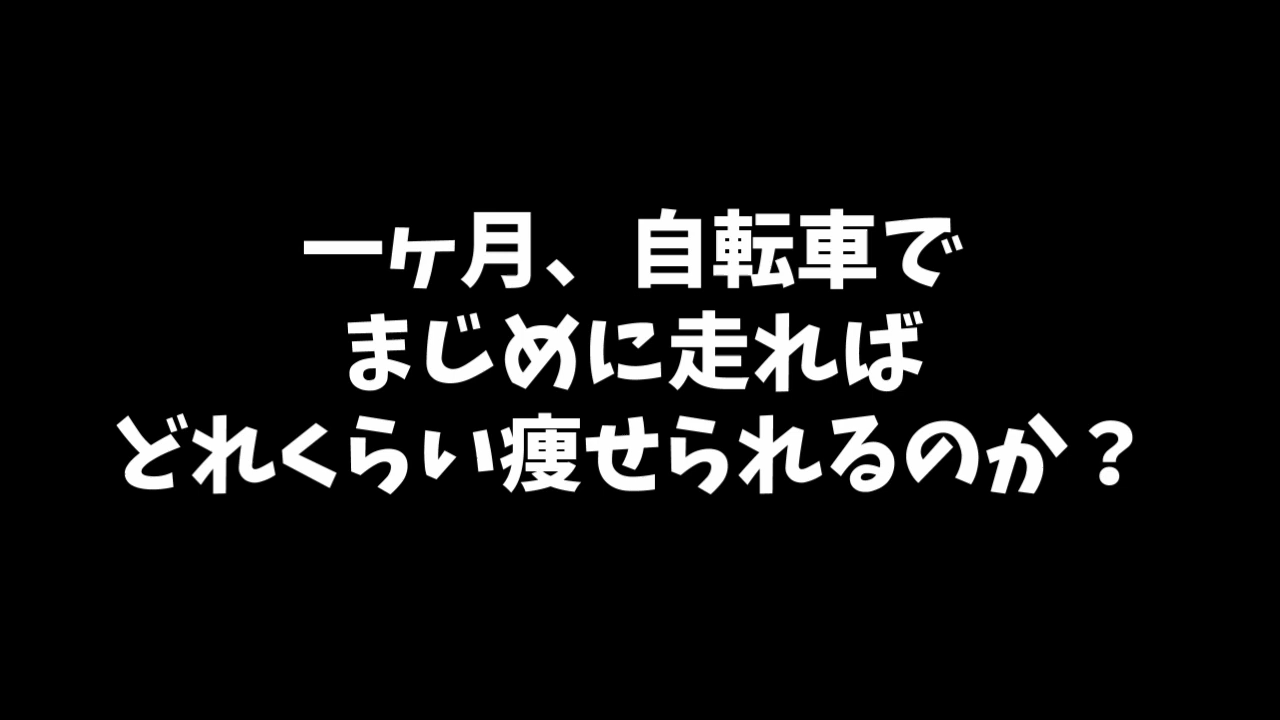 一ヶ月、自転車で
まじめに走れば
どれくらい痩せられるのか？